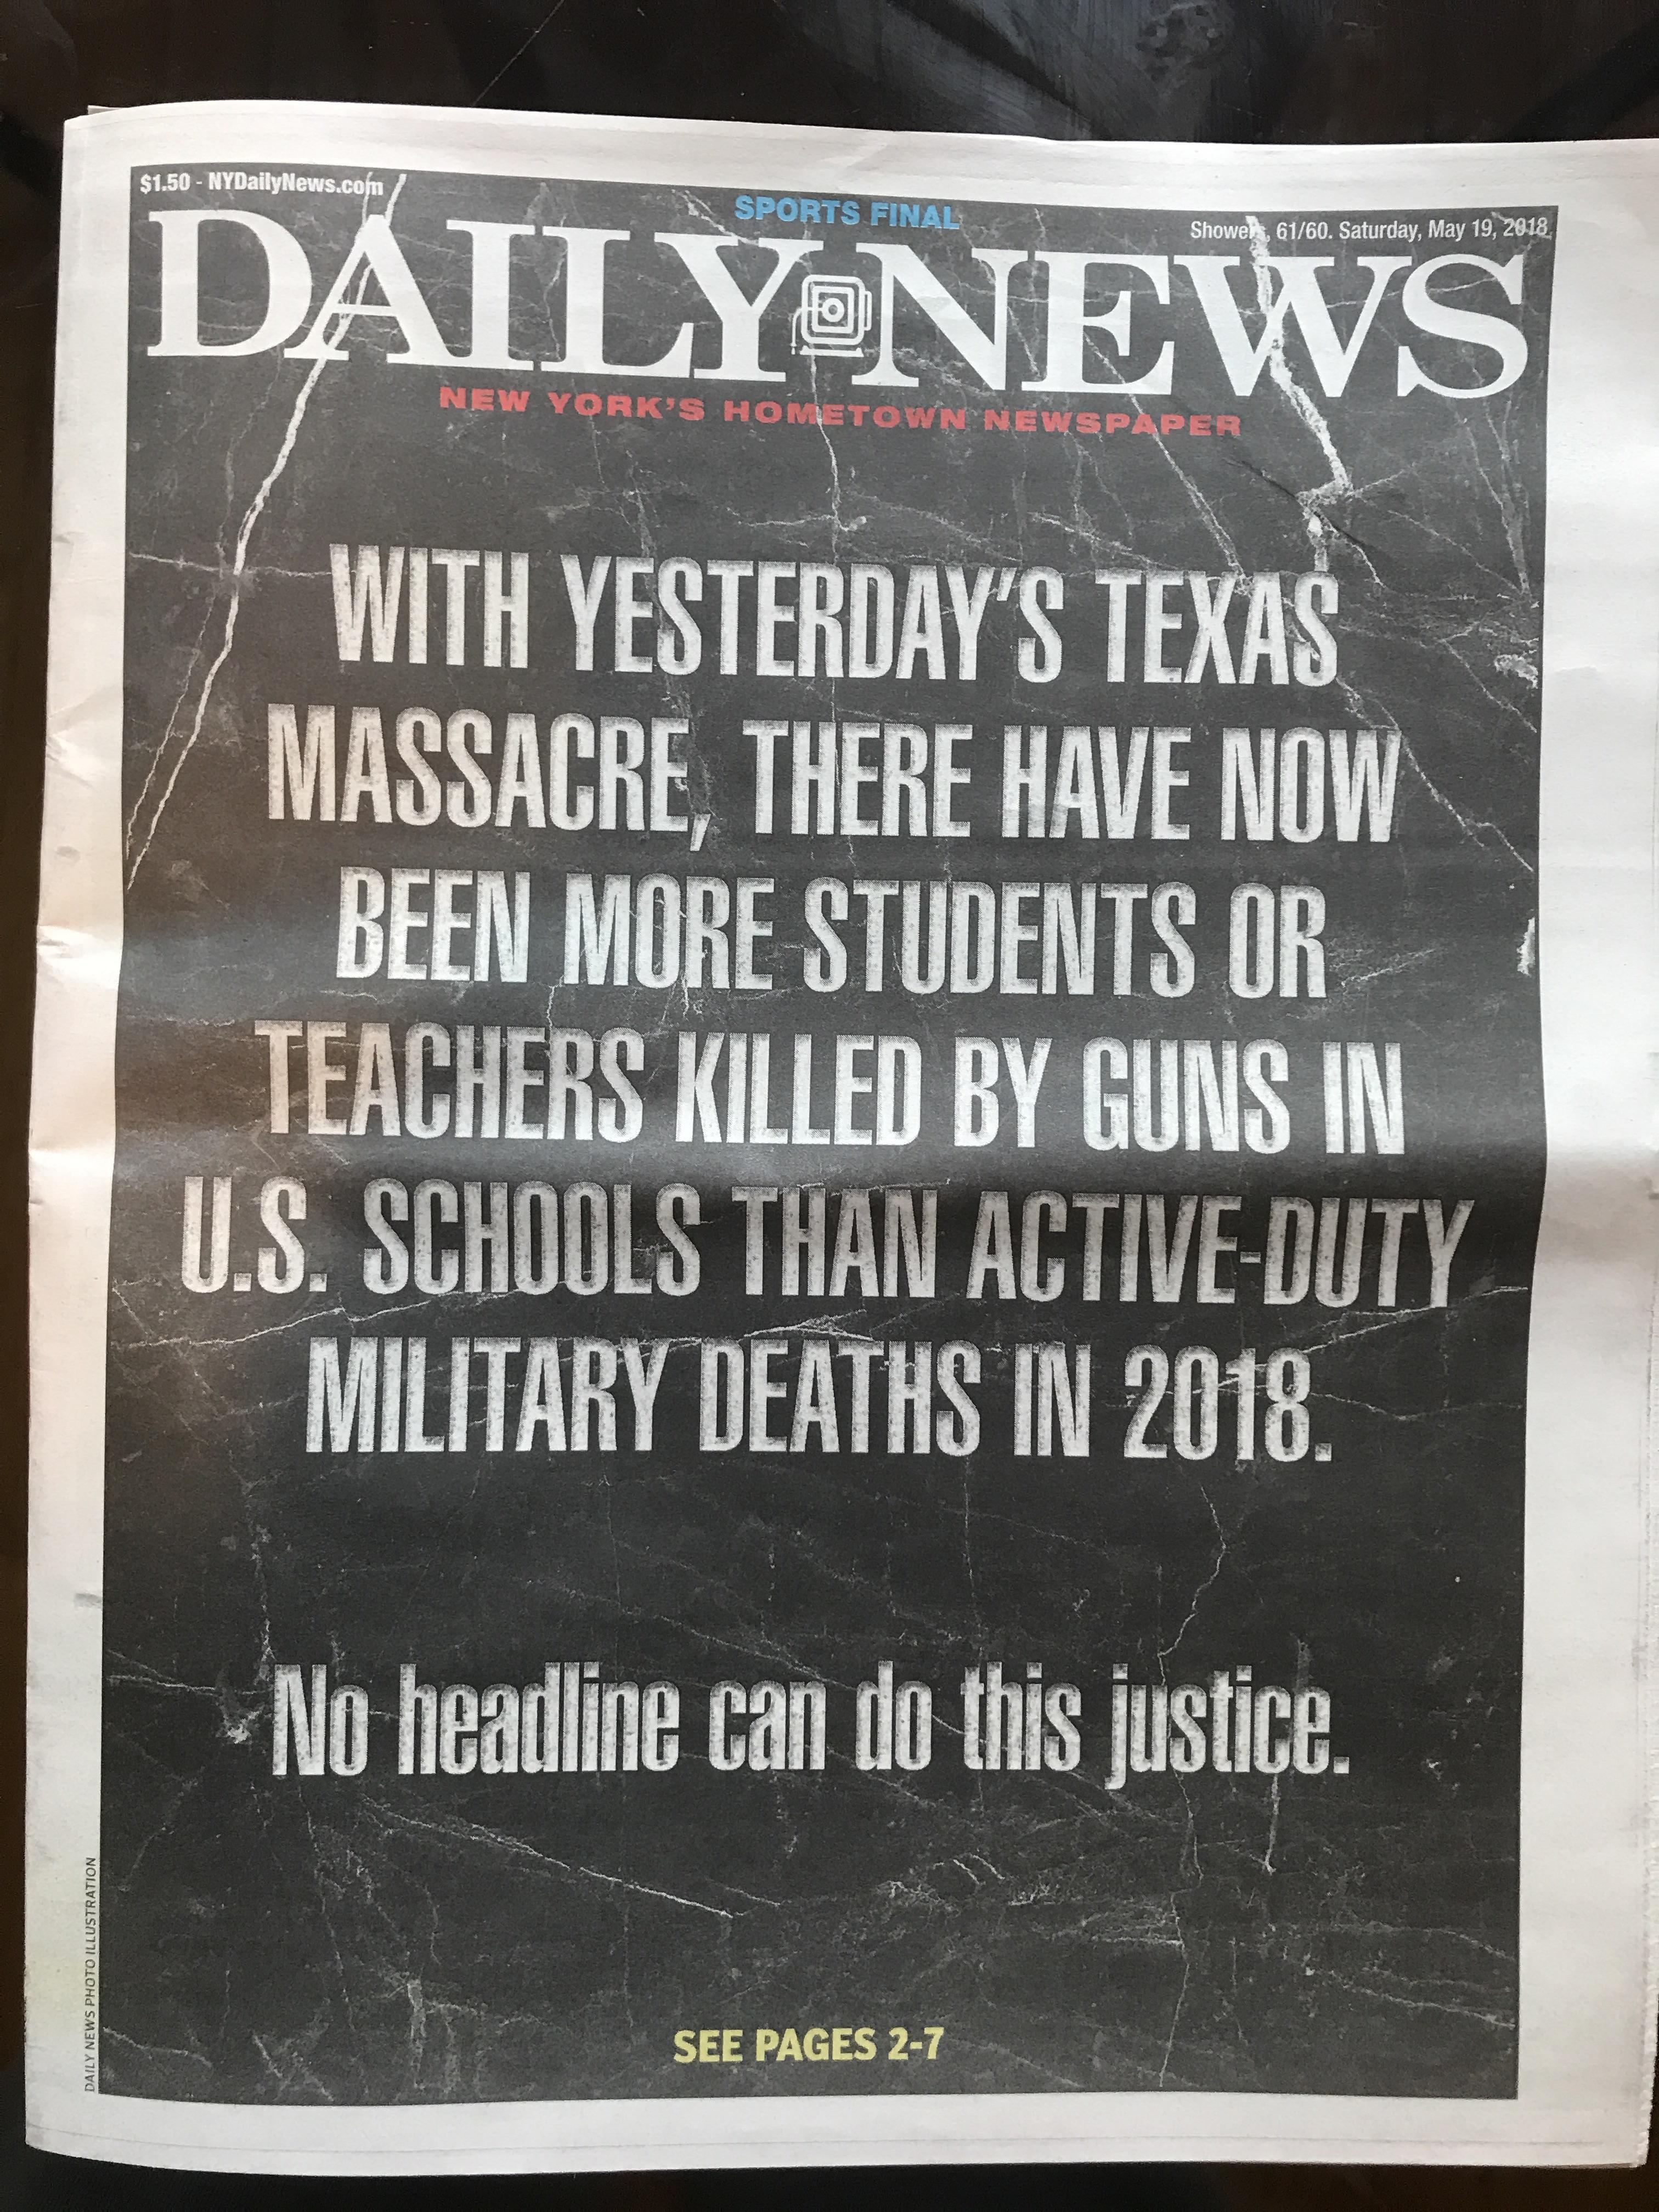 $1.50 - NYDailyNews.com
SPORTS FINAL
Showers, 61/60. Saturday, May 19, 2018
DAILY NEWS
NEW YORK'S HOMETOWN NEWSPAPER
WITH YESTERDAY'S TEXAS
MASSACRE, THERE HAVE NOW
BEEN MORE STUDENTS OR
TEACHERS KILLED BY GUNS IN
U.S. SCHOOLS THAN ACTIVE-DUTY
MILITARY DEATHS IN 2018.
No headline can do this justice.
SEE PAGES 2-7
DAILY NEWS PHOTO ILLUSTRATION